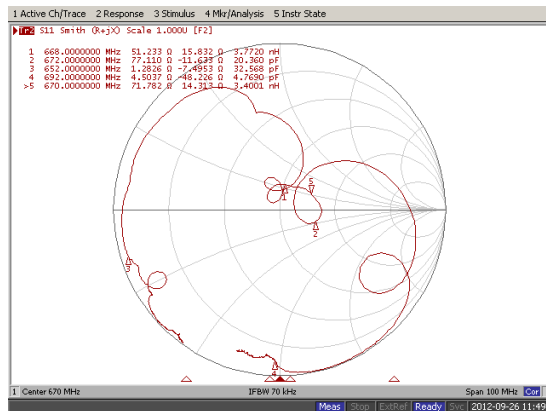 1 Active Ch/Trace 2 Response 3 Stimulus 4 Mkr/Analysis 5 Instr State
Tr2 S11 Smith (R+jX) Scale 1.000U [F2]
1 668.0000000 MHz 51.233 Ω 15.832 Ω 3.7720 nH
2 672.0000000 MHz 77.110 Ω -11.633 Ω 20.360 pF
3 652.0000000 MHz 1.2826 Ω -7.4953 Ω 32.568 pF
4 692.0000000 MHz 4.5037 Ω -48.226 Ω 4.7690 pF
>5 670.0000000 MHz 71.782 Ω 14.313 Ω 3.4001 nH
5
1
2
3
4
1 Center 670 MHz IFBW 70 kHz Span 100 MHz Cor
Meas Stop ExtRef Ready Svc 2012-09-26 11:49